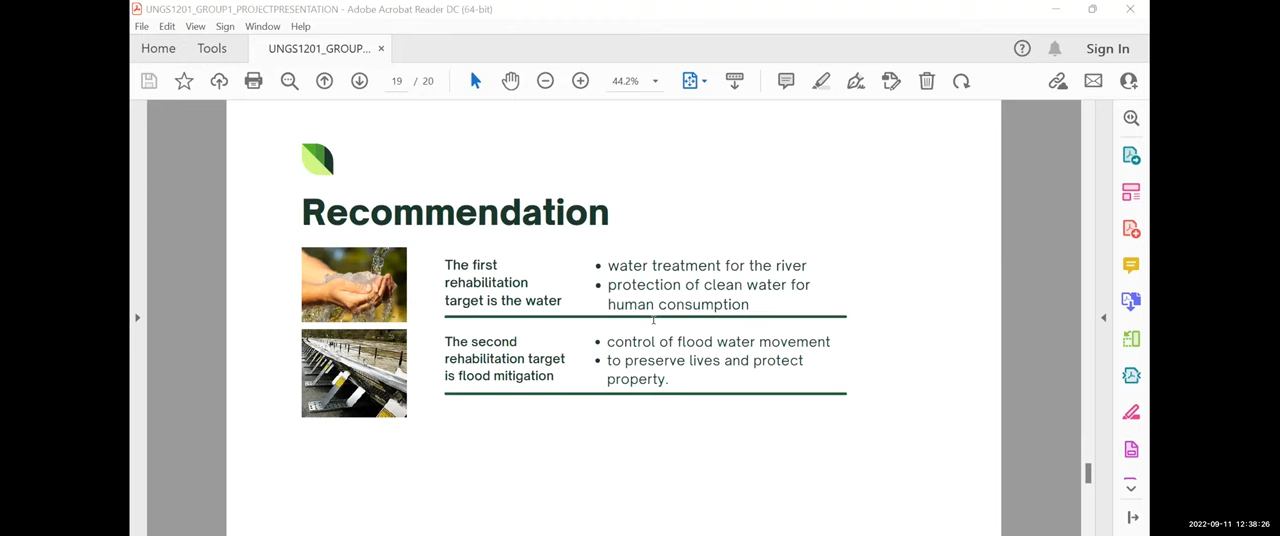 UNGS1201_GROUP1_PROJECTPRESENTATION - Adobe Acrobat Reader DC (64-bit)
File Edit View Sign Window Help
Home Tools UNGS1201_GROUP... × Sign In
19 / 20 44.2%
Recommendation
The first
rehabilitation
target is the water
• water treatment for the river
• protection of clean water for
human consumption
The second
rehabilitation target
is flood mitigation
• control of flood water movement
• to preserve lives and protect
property.
2022-09-11 12:38:26